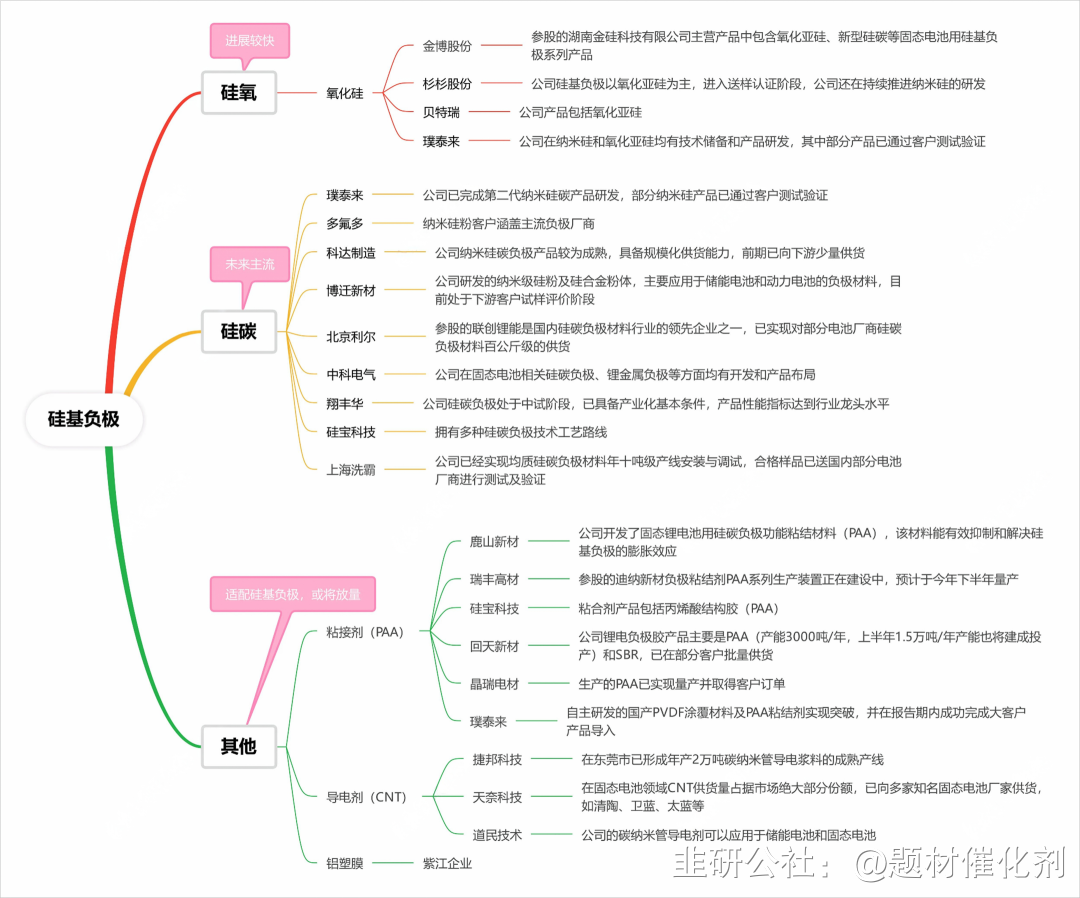 硅基负极
进展较快
硅氧
氧化硅
金博股份
参股的湖南金硅科技有限公司主营产品中包含氧化亚硅、新型硅碳等固态电池用硅基负
极系列产品
杉杉股份
公司硅基负极以氧化亚硅为主，进入送样认证阶段，公司还在持续推进纳米硅的研发
贝特瑞
公司产品包括氧化亚硅
璞泰来
公司在纳米硅和氧化亚硅均有技术储备和产品研发，其中部分产品已通过客户测试验证
未来主流
硅碳
璞泰来
公司已完成第二代纳米硅碳产品研发，部分纳米硅产品已通过客户测试验证
多氟多
纳米硅粉客户涵盖主流负极厂商
科达制造
公司纳米硅碳负极产品较为成熟，具备规模化供货能力，前期已向下游少量供货
博迁新材
公司研发的纳米级硅粉及硅合金粉体，主要应用于储能电池和动力电池的负极材料，目
前处于下游客户试样评价阶段
北京利尔
参股的联创锂能是国内硅碳负极材料行业的领先企业之一，已实现对部分电池厂商硅碳
负极材料百公斤级的供货
中科电气
公司在固态电池相关硅碳负极、锂金属负极等方面均有开发和产品布局
翔丰华
公司硅碳负极处于中试阶段，已具备产业化基本条件，产品性能指标达到行业龙头水平
硅宝科技
拥有多种硅碳负极技术工艺路线
上海洗霸
公司已经实现均质硅碳负极材料年十吨级产线安装与调试，合格样品已送国内部分电池
厂商进行测试及验证
适配硅基负极，或将放量
其他
粘接剂（PAA）
鹿山新材
公司开发了固态锂电池用硅碳负极功能粘结材料（PAA），该材料能有效抑制和解决硅
基负极的膨胀效应
瑞丰高材
参股的迪纳新材负极粘结剂PAA系列生产装置正在建设中，预计于今年下半年量产
硅宝科技
粘合剂产品包括丙烯酸结构胶（PAA）
回天新材
公司锂电负极胶产品主要是PAA（产能3000吨/年，上半年1.5万吨/年产能也将建成投
产）和SBR，已在部分客户批量供货
晶瑞电材
生产的PAA已实现量产并取得客户订单
璞泰来
自主研发的国产PVDF涂覆材料及PAA粘结剂实现突破，并在报告期内成功完成大客户
产品导入
导电剂（CNT）
捷邦科技
在东莞市已形成年产2万吨碳纳米管导电浆料的成熟产线
天奈科技
在固态电池领域CNT供货量占据市场绝大部分份额，已向多家知名固态电池厂家供货，
如清陶、卫蓝、太蓝等
道民技术
公司的碳纳米管导电剂可以应用于储能电池和固态电池
铝塑膜
紫江企业
韭研公社：@题材催化剂